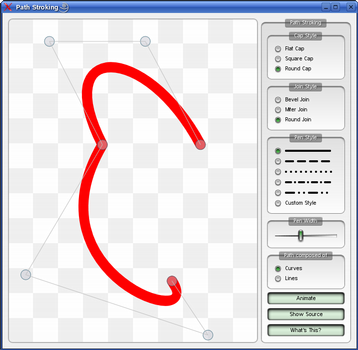 Path Stroking
Path Stroking
Cap Style
Flat Cap
Square Cap
Round Cap
Join Style
Bevel Join
Miter Join
Round Join
Pen Style
Custom Style
Pen Width
Path composed of
Curves
Lines
Animate
Show Source
What's This?